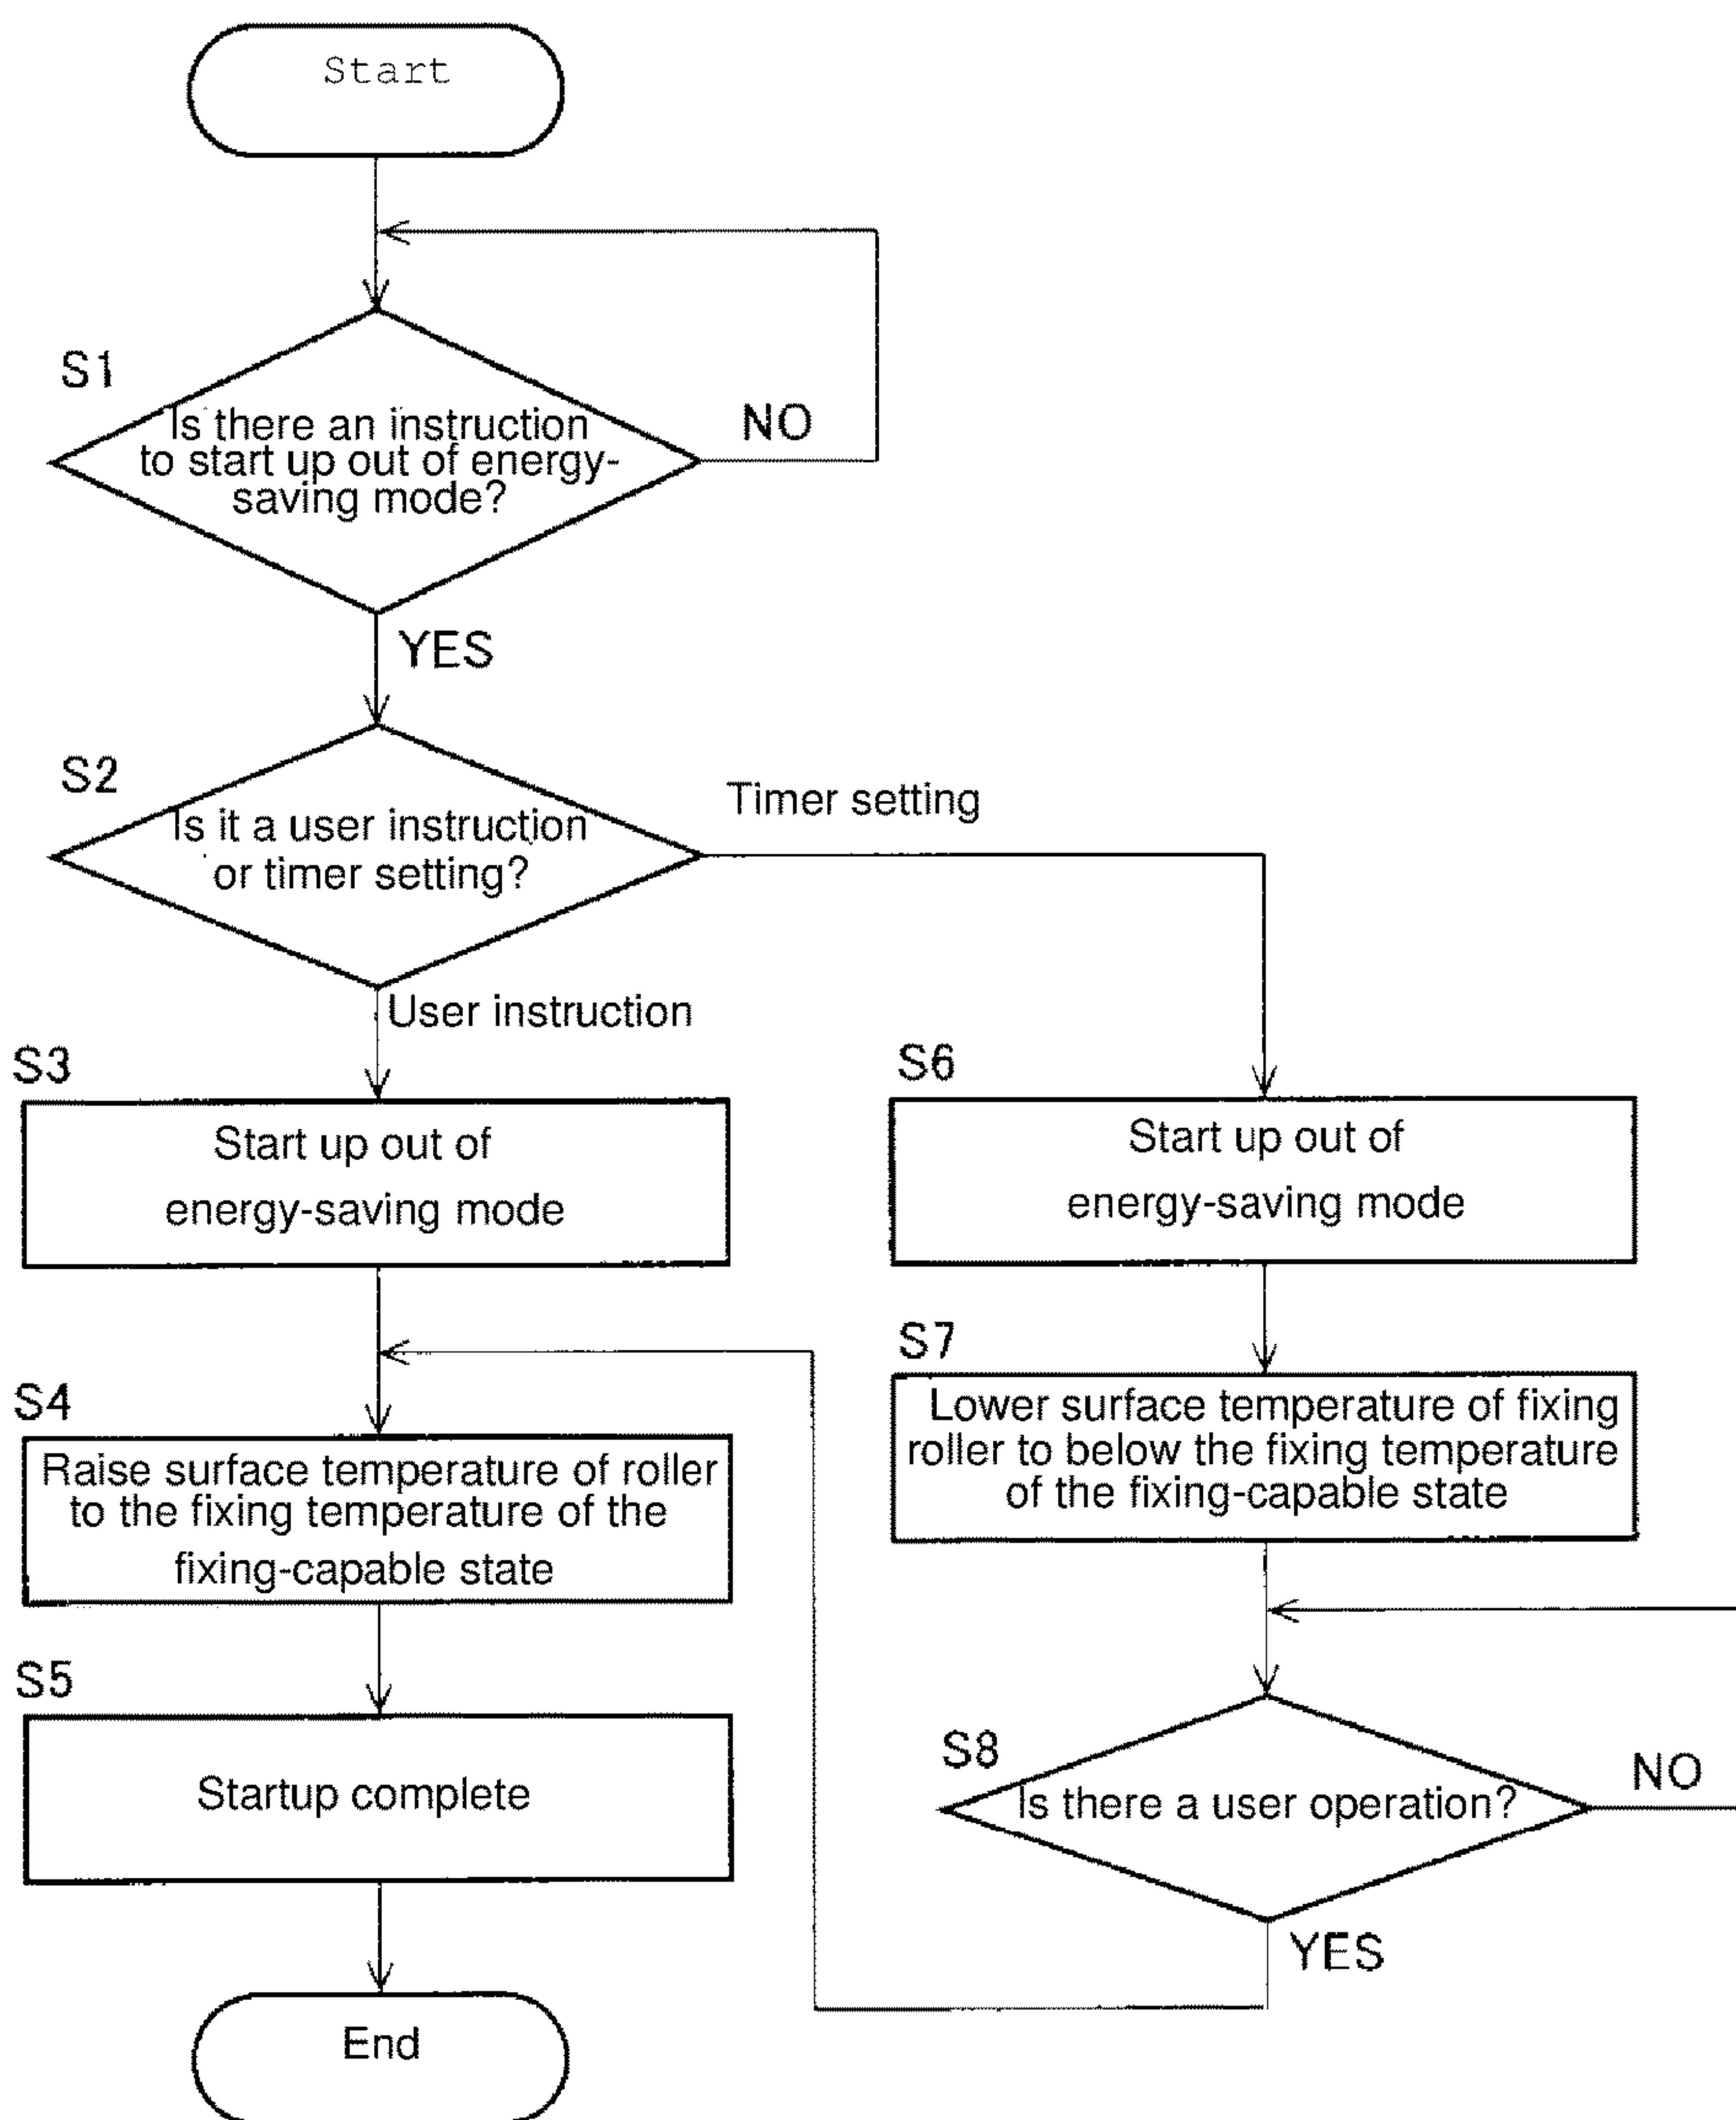 Start
S1
Is there an instruction
to start up out of energy-
saving mode?
NO
YES
S2
Is it a user instruction
or timer setting?
Timer setting
User instruction
S3
Start up out of
energy-saving mode
S4
Raise surface temperature of roller
to the fixing temperature of the
fixing-capable state
S5
Startup complete
End
S6
Start up out of
energy-saving mode
S7
Lower surface temperature of fixing
roller to below the fixing temperature
of the fixing-capable state
S8
Is there a user operation?
NO
YES